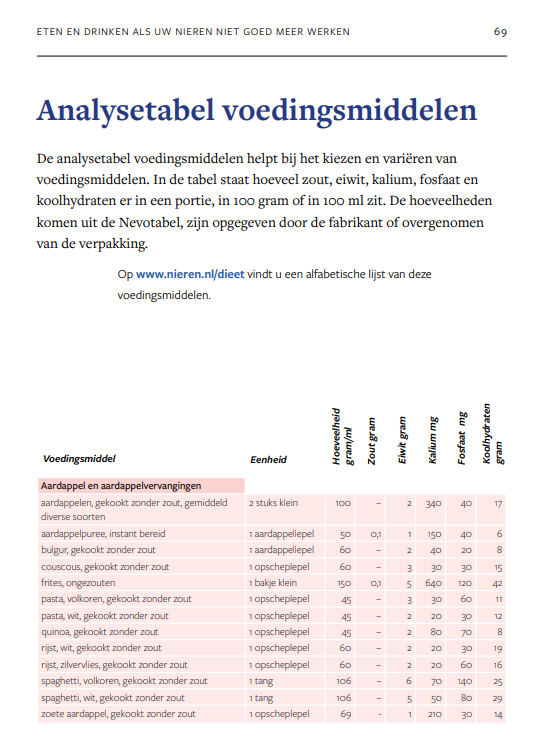 ETEN EN DRINKEN ALS UW NIEREN NIET GOED MEER WERKEN 69
Analysetabel voedingsmiddelen
De analysetabel voedingsmiddelen helpt bij het kiezen en variëren van
voedingsmiddelen. In de tabel staat hoeveel zout, eiwit, kalium, fosfaat en
koolhydraten er in een portie, in 100 gram of in 100 ml zit. De hoeveelheden
komen uit de Nevotabel, zijn opgegeven door de fabrikant of overgenomen
van de verpakking.
Op www.nieren.nl/dieet vindt u een alfabetische lijst van deze
voedingsmiddelen.
Voedingsmiddel Eenheid Hoeveelheid gram/ml Zout gram Eiwit gram Kalium mg Fosfaat mg Koolhydraten gram
Aardappel en aardappelvervangingen
aardappelen, gekookt zonder zout, gemiddeld 2 stuks klein 100 – 2 340 40 17
diverse soorten
aardappelpuree, instant bereid 1 aardappellepel 50 0,1 1 150 40 6
bulgur, gekookt zonder zout 1 aardappellepel 60 – 2 40 20 8
couscous, gekookt zonder zout 1 opscheplepel 60 – 3 30 30 15
frites, ongezouten 1 bakje klein 150 0,1 5 640 120 42
pasta, volkoren, gekookt zonder zout 1 opscheplepel 45 – 3 30 60 11
pasta, wit, gekookt zonder zout 1 opscheplepel 45 – 2 20 30 12
quinoa, gekookt zonder zout 1 opscheplepel 45 – 2 80 70 8
rijst, wit, gekookt zonder zout 1 opscheplepel 60 – 2 20 30 19
rijst, zilvervlies, gekookt zonder zout 1 opscheplepel 60 – 2 20 60 16
spaghetti, volkoren, gekookt zonder zout 1 tang 106 – 6 70 140 25
spaghetti, wit, gekookt zonder zout 1 tang 106 – 5 50 80 29
zoete aardappel, gekookt zonder zout 1 opscheplepel 69 - 1 210 30 14